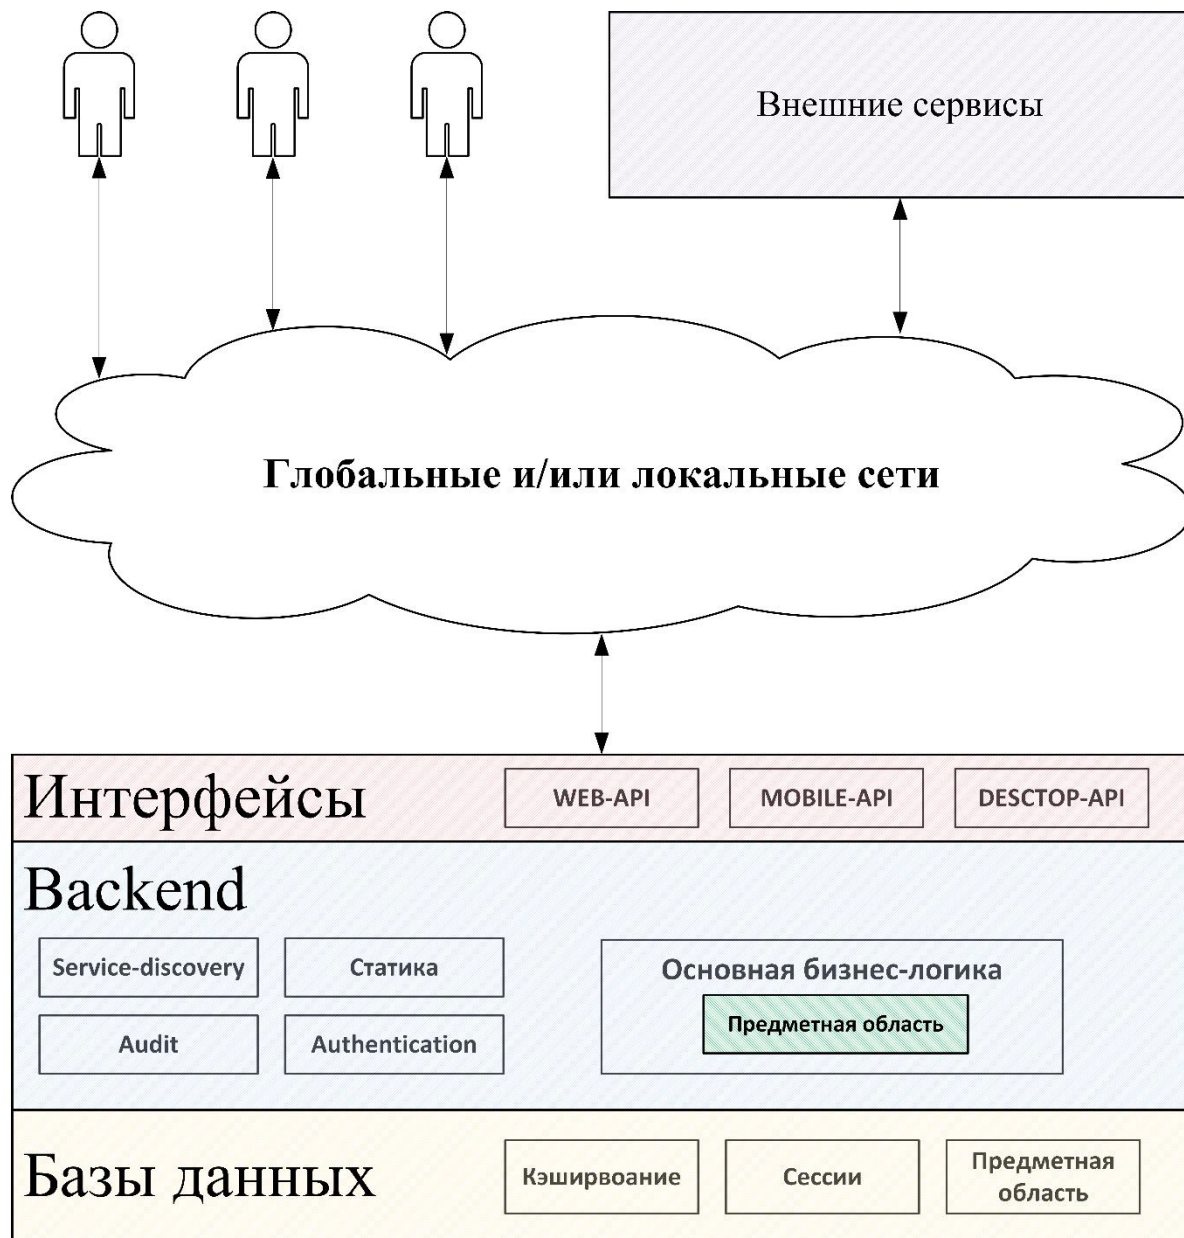 Внешние сервисы
Глобальные и/или локальные сети
Интерфейсы
WEB-API
MOBILE-API
DESCTOP-API
Backend
Service-discovery
Статика
Audit
Authentication
Основная бизнес-логика
Предметная область
Базы данных
Кэширвоание
Сессии
Предметная
область